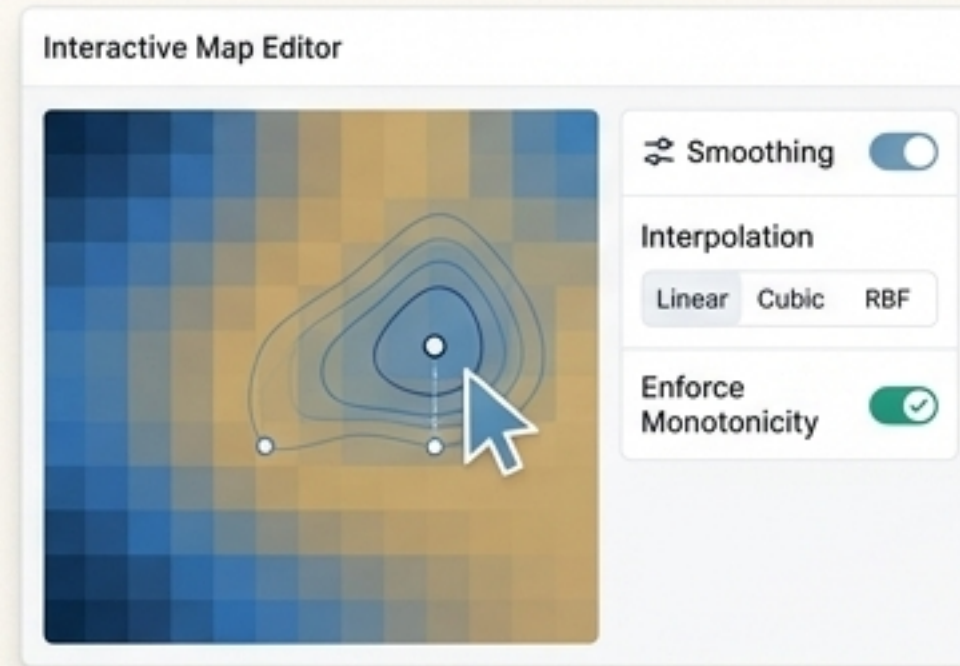 Interactive Map Editor
Smoothing
Interpolation
Linear Cubic RBF
Enforce
Monotonicity